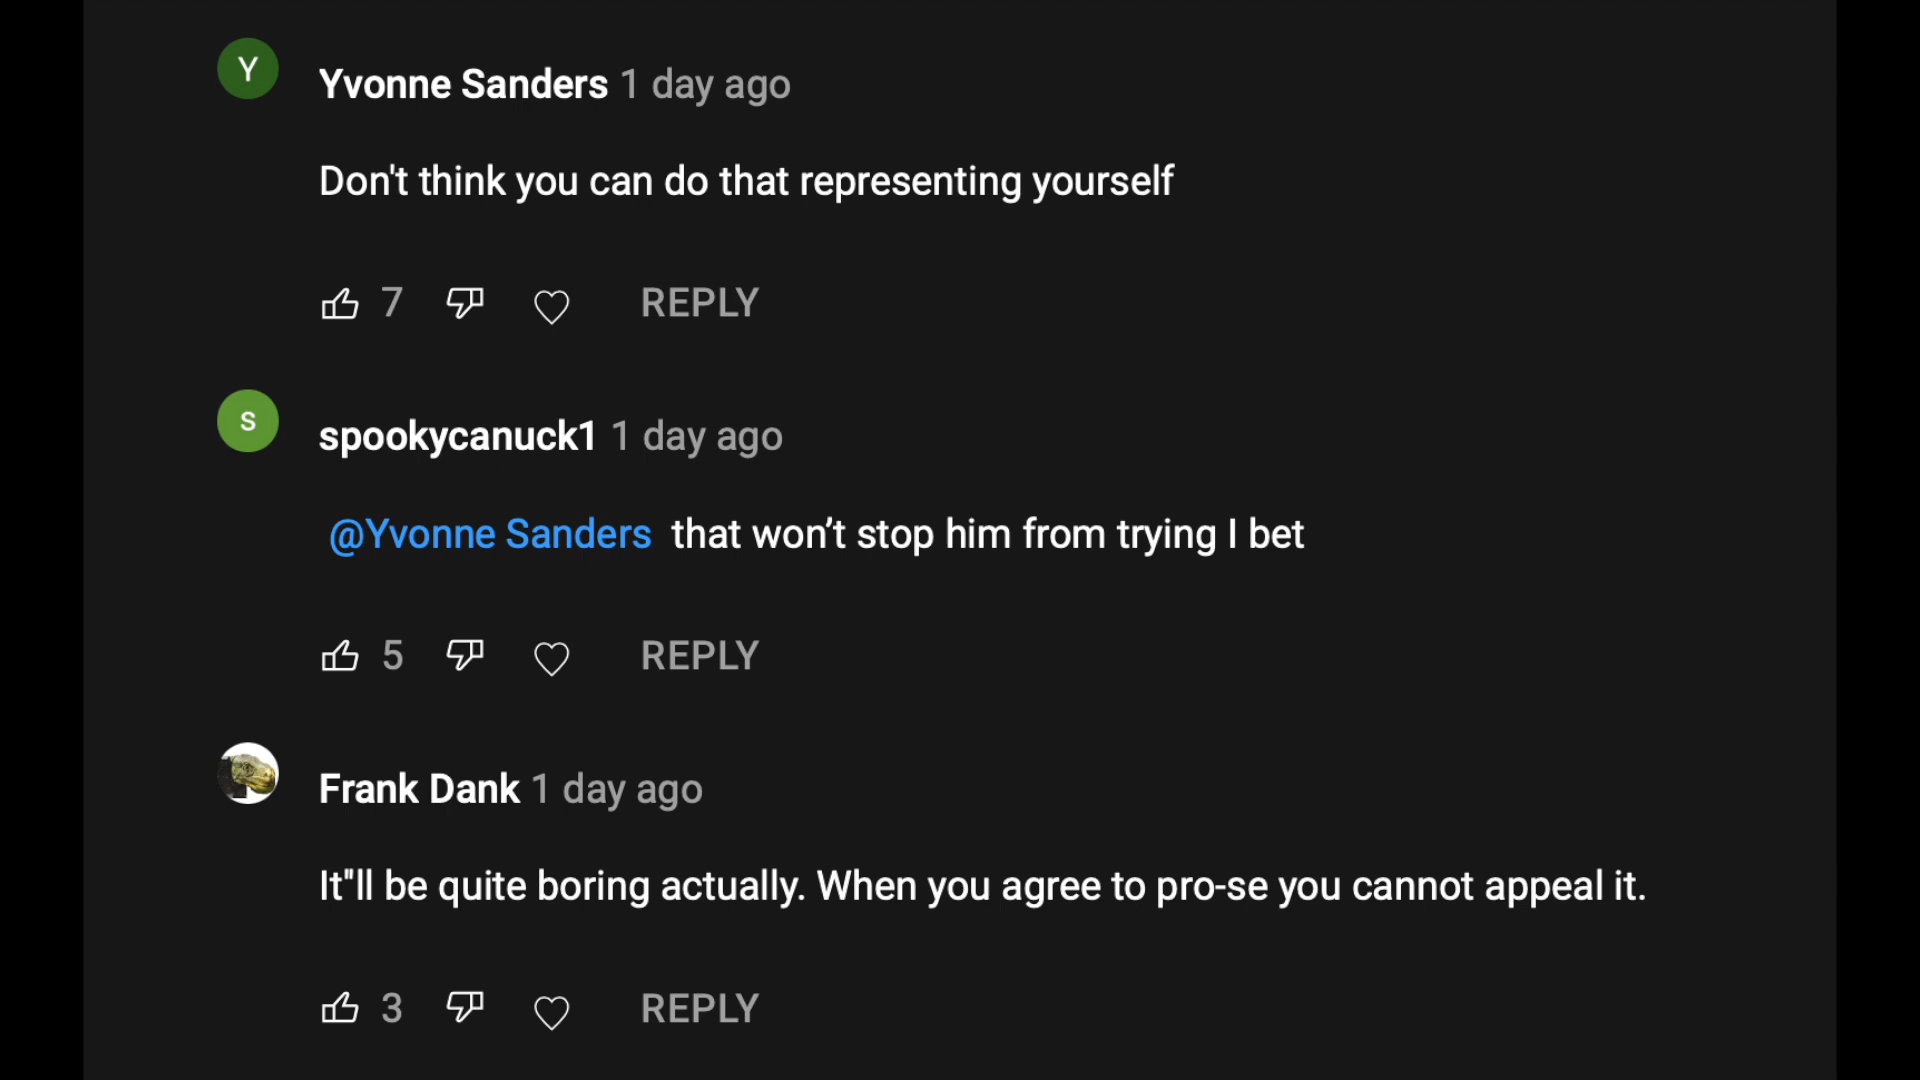 Y
Yvonne Sanders 1 day ago
Don't think you can do that representing yourself
7 REPLY
s
spookycanuck1 1 day ago
@Yvonne Sanders that won’t stop him from trying I bet
5 REPLY
Frank Dank 1 day ago
It"ll be quite boring actually. When you agree to pro-se you cannot appeal it.
3 REPLY